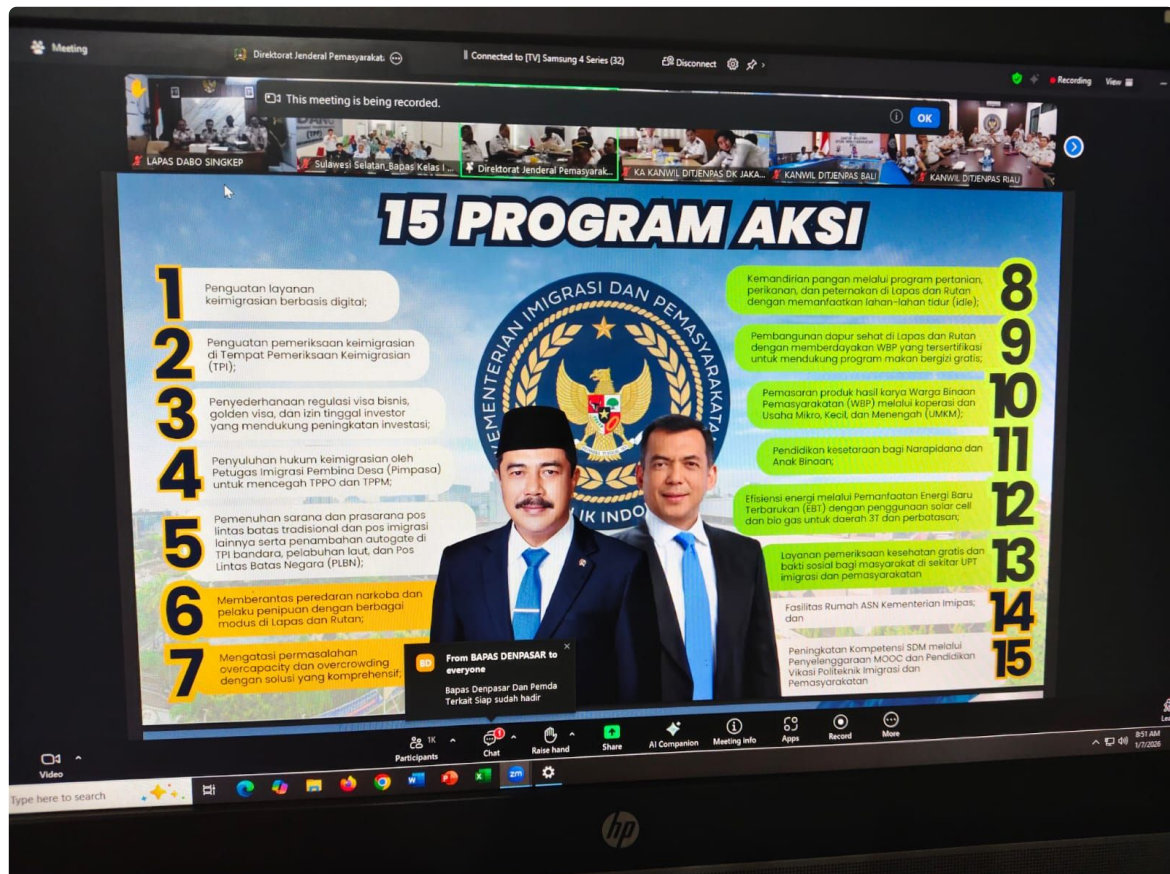 Meeting
Direktorat Jenderal Pemasyarakat.
Connected to [TV] Samsung 4 Series (32)
Disconnect
Recording
View
This meeting is being recorded.
OK
LAPAS DABO SINGKEP
Sulawesi Selatan_Bapas Kelas I ...
Direktorat Jenderal Pemasyarak...
KA KANWIL DITJENPAS DK JAKA...
KANWIL DITJENPAS BALI
KANWIL DITJENPAS RIAU
15 PROGRAM AKSI
1
Penguatan layanan
keimigrasian berbasis digital;
2
Penguatan pemeriksaan keimigrasian
di Tempat Pemeriksaan Keimigrasian
(TPI);
3
Penyederhanaan regulasi visa bisnis,
golden visa, dan izin tinggal investor
yang mendukung peningkatan investasi;
4
Penyuluhan hukum keimigrasian oleh
Petugas Imigrasi Pembina Desa (Pimpasa)
untuk mencegah TPPO dan TPPM;
5
Pemenuhan sarana dan prasarana pos
lintas batas tradisional dan pos imigrasi
lainnya serta penambahan autogate di
TPI bandara, pelabuhan laut, dan Pos
Lintas Batas Negara (PLBN);
6
Memberantas peredaran narkoba dan
pelaku penipuan dengan berbagai
modus di Lapas dan Rutan;
7
Mengatasi permasalahan
overcapacity dan overcrowding
dengan solusi yang komprehensif;
KEMENTERIAN IMIGRASI DAN PEMASYARAKATA
LIK INDO
Kemandirian pangan melalui program pertanian,
perikanan, dan peternakan di Lapas dan Rutan
dengan memanfaatkan lahan-lahan tidur (idle);
8
Pembangunan dapur sehat di Lapas dan Rutan
dengan memberdayakan WBP yang tersertifikasi
untuk mendukung program makan bergizi gratis;
9
Pemasaran produk hasil karya Warga Binaan
Pemasyarakatan (WBP) melalui koperasi dan
Usaha Mikro, Kecil, dan Menengah (UMKM);
10
Pendidikan kesetaraan bagi Narapidana dan
Anak Binaan;
11
Efisiensi energi melalui Pemanfaatan Energi Baru
Terbarukan (EBT) dengan penggunaan solar cell
dan bio gas untuk daerah 3T dan perbatasan;
12
Layanan pemeriksaan kesehatan gratis dan
bakti sosial bagi masyarakat di sekitar UPT
imigrasi dan pemasyarakatan
13
Fasilitas Rumah ASN Kementerian Imipas;
dan
14
Peningkatan Kompetensi SDM melalui
Penyelenggaraan MOOC dan Pendidikan
Vikasi Politeknik Imigrasi dan
Pemasyarakatan
15
BD
From BAPAS DENPASAR to
everyone
Bapas Denpasar Dan Pemda
Terkait Siap sudah hadir
Video
1K
Participants
1
Chat
Raise hand
Share
AI Companion
Meeting info
Apps
Record
More
Type here to search
zm
8:51 AM
1/7/2026
hp